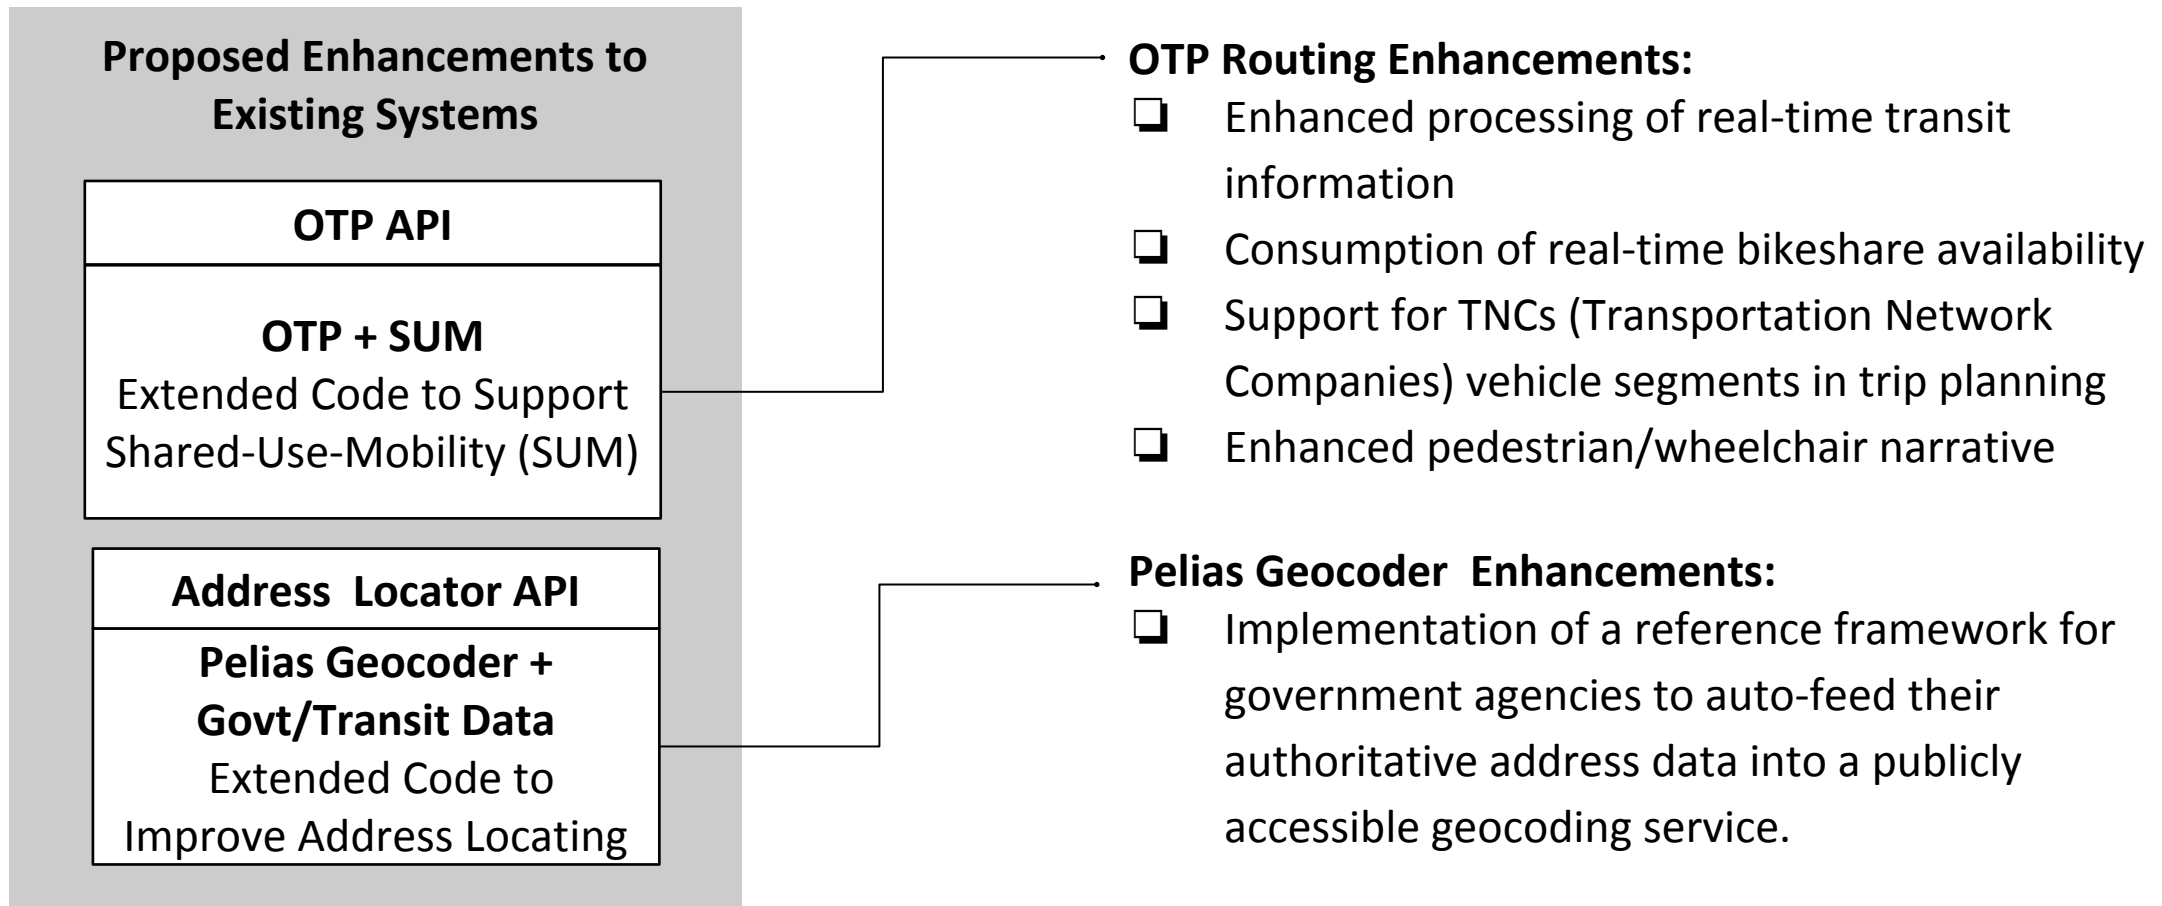 Proposed Enhancements to
Existing Systems
OTP API
OTP + SUM
Extended Code to Support
Shared-Use-Mobility (SUM)
Address  Locator API
Pelias Geocoder +
Govt/Transit Data
Extended Code to
Improve Address Locating
OTP Routing Enhancements:
❏ Enhanced processing of real-time transit
information
❏ Consumption of real-time bikeshare availability
❏ Support for TNCs (Transportation Network
Companies) vehicle segments in trip planning
❏ Enhanced pedestrian/wheelchair narrative
Pelias Geocoder  Enhancements:
❏ Implementation of a reference framework for
government agencies to auto-feed their
authoritative address data into a publicly
accessible geocoding service.